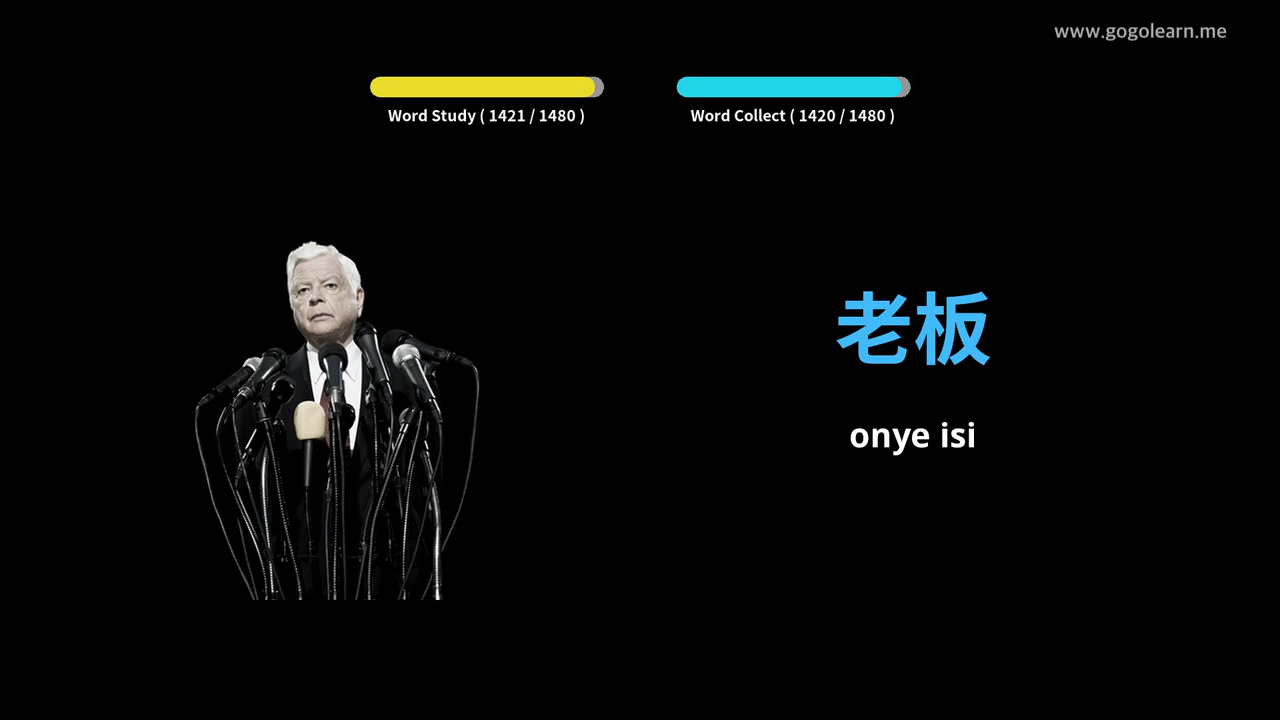 www.gogolearn.me
Word Study ( 1421 / 1480 )
Word Collect ( 1420 / 1480 )
老板
onye isi